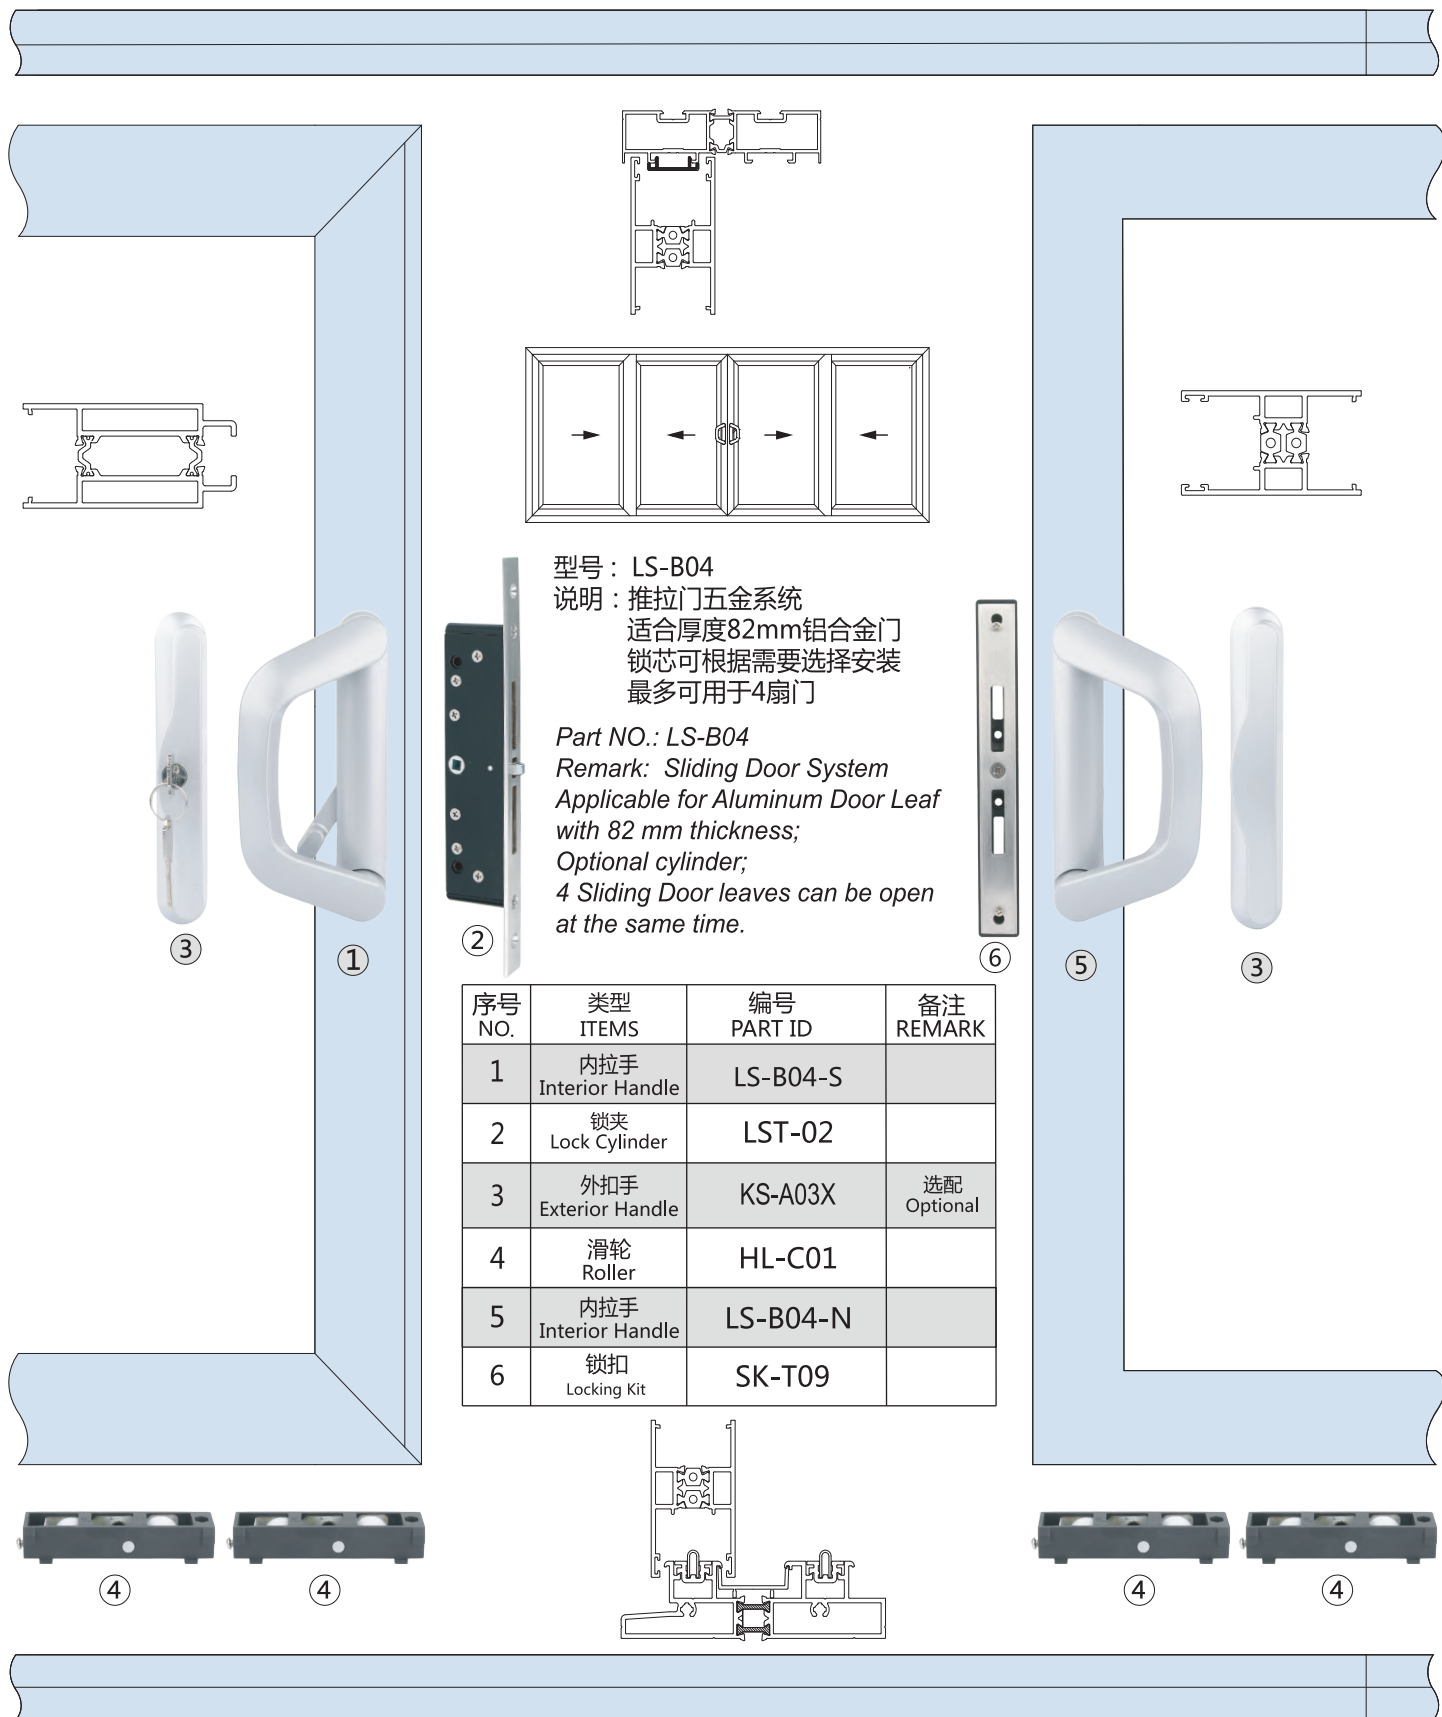 型号：LS-B04
说明：推拉门五金系统
适合厚度82mm铝合金门
锁芯可根据需要选择安装
最多可用于4扇门
Part NO.: LS-B04
Remark: Sliding Door System
Applicable for Aluminum Door Leaf
with 82 mm thickness;
Optional cylinder;
4 Sliding Door leaves can be open
at the same time.
③
①
②
⑥
⑤
③
序号 类型 编号 备注
NO. ITEMS PART ID REMARK
1 内拉手 LS-B04-S
Interior Handle
2 锁夹 LST-02
Lock Cylinder
3 外扣手 KS-A03X 选配
Exterior Handle Optional
4 滑轮 HL-C01
Roller
5 内拉手 LS-B04-N
Interior Handle
6 锁扣 SK-T09
Locking Kit
④
④
④
④